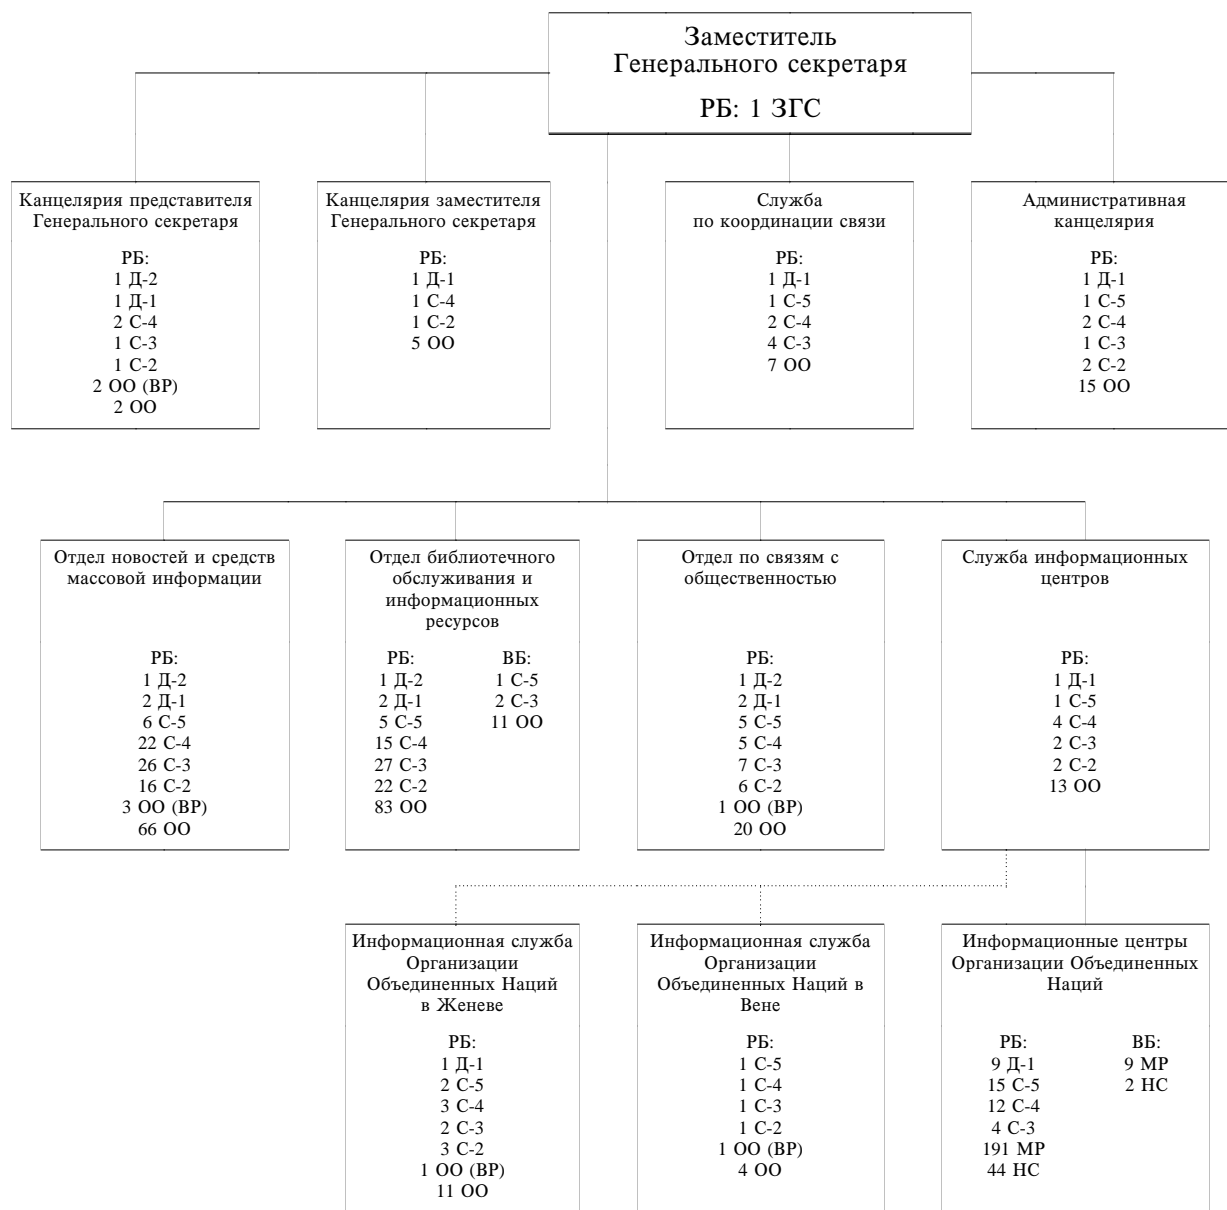 Заместитель
Генерального секретаря
РБ: 1 ЗГС
Канцелярия представителя
Генерального секретаря
РБ:
1 Д-2
1 Д-1
2 С-4
1 С-3
1 С-2
2 ОО (ВР)
2 ОО
Канцелярия заместителя
Генерального секретаря
РБ:
1 Д-1
1 С-4
1 С-2
5 ОО
Служба
по координации связи
РБ:
1 Д-1
1 С-5
2 С-4
4 С-3
7 ОО
Административная
канцелярия
РБ:
1 Д-1
1 С-5
2 С-4
1 С-3
2 С-2
15 ОО
Отдел новостей и средств
массовой информации
РБ:
1 Д-2
2 Д-1
6 С-5
22 С-4
26 С-3
16 С-2
3 ОО (ВР)
66 ОО
Отдел библиотечного
обслуживания и
информационных
ресурсов
РБ:
1 Д-2
2 Д-1
5 С-5
15 С-4
27 С-3
22 С-2
83 ОО
ВБ:
1 С-5
2 С-3
11 ОО
Отдел по связям с
общественностью
РБ:
1 Д-2
2 Д-1
5 С-5
5 С-4
7 С-3
6 С-2
1 ОО (ВР)
20 ОО
Служба информационных
центров
РБ:
1 Д-1
1 С-5
4 С-4
2 С-3
2 С-2
13 ОО
Информационная служба
Организации
Объединенных Наций
в Женеве
РБ:
1 Д-1
2 С-5
3 С-4
2 С-3
3 С-2
1 ОО (ВР)
11 ОО
Информационная служба
Организации
Объединенных Наций в
Вене
РБ:
1 С-5
1 С-4
1 С-3
1 С-2
1 ОО (ВР)
4 ОО
Информационные центры
Организации Объединенных
Наций
РБ:
9 Д-1
15 С-5
12 С-4
4 С-3
191 МР
44 НС
ВБ:
9 МР
2 НС